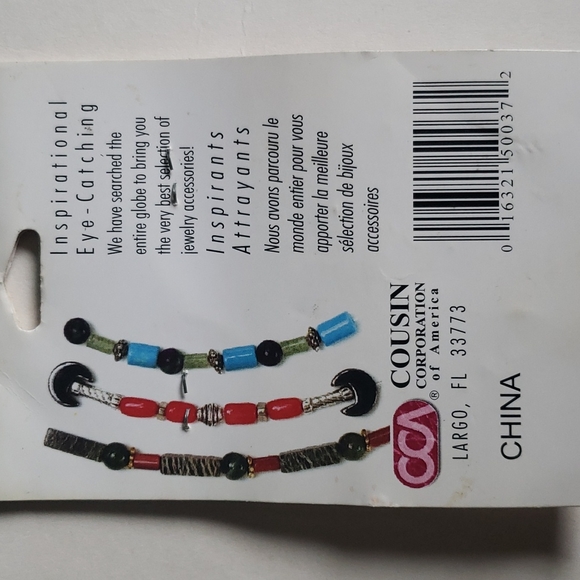 Inspirational
Eye-Catching
We have searched the
entire globe to bring you
the very best selection of
jewelry accessories!
Inspirants
Attrayants
Nous avons parcouru le
monde entier pour vous
apporter la meilleure
sélection de bijoux
accessoires
0 16321 50037 2
COUSIN
CORPORATION
® of America
LARGO, FL 33773
CHINA